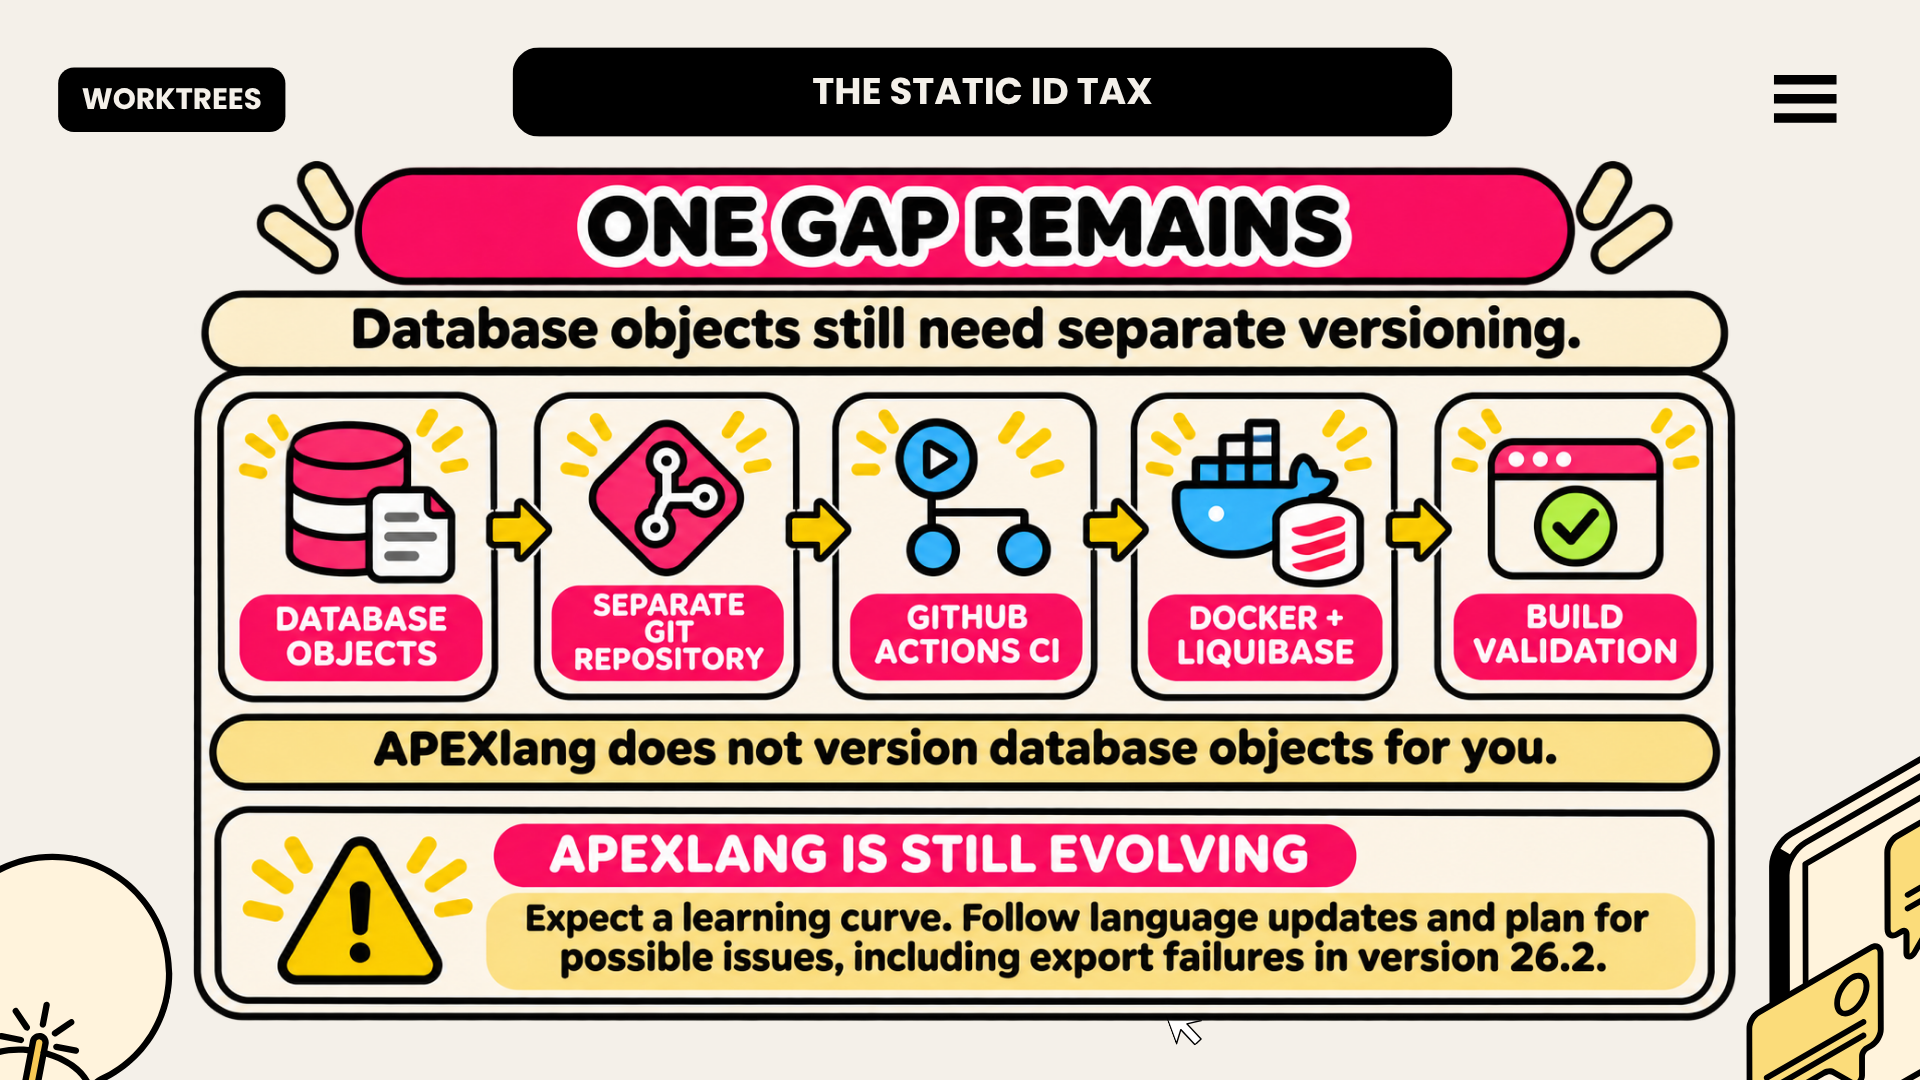 WORKTREES
THE STATIC ID TAX
ONE GAP REMAINS
Database objects still need separate versioning.
DATABASE
OBJECTS
SEPARATE
GIT
REPOSITORY
GITHUB
ACTIONS CI
DOCKER +
LIQUIBASE
BUILD
VALIDATION
APEXlang does not version database objects for you.
APEXLANG IS STILL EVOLVING
Expect a learning curve. Follow language updates and plan for
possible issues, including export failures in version 26.2.